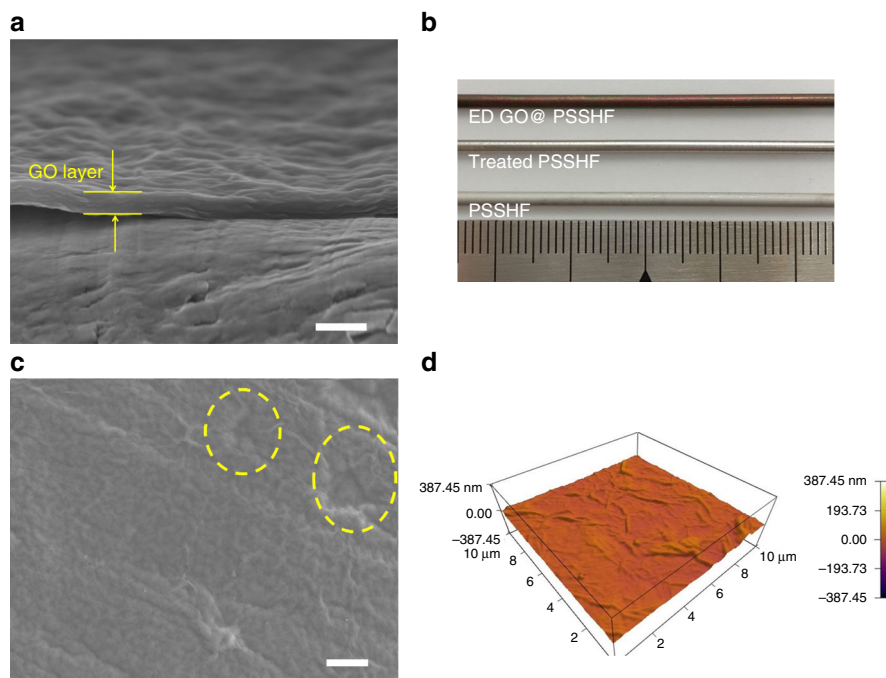 a
GO layer
b
ED GO@ PSSHF
Treated PSSHF
PSSHF
c
d
387.45 nm
0.00
−387.45
10 μm
8
6
4
2
2
4
6
8
10 μm
387.45 nm
193.73
0.00
−193.73
−387.45